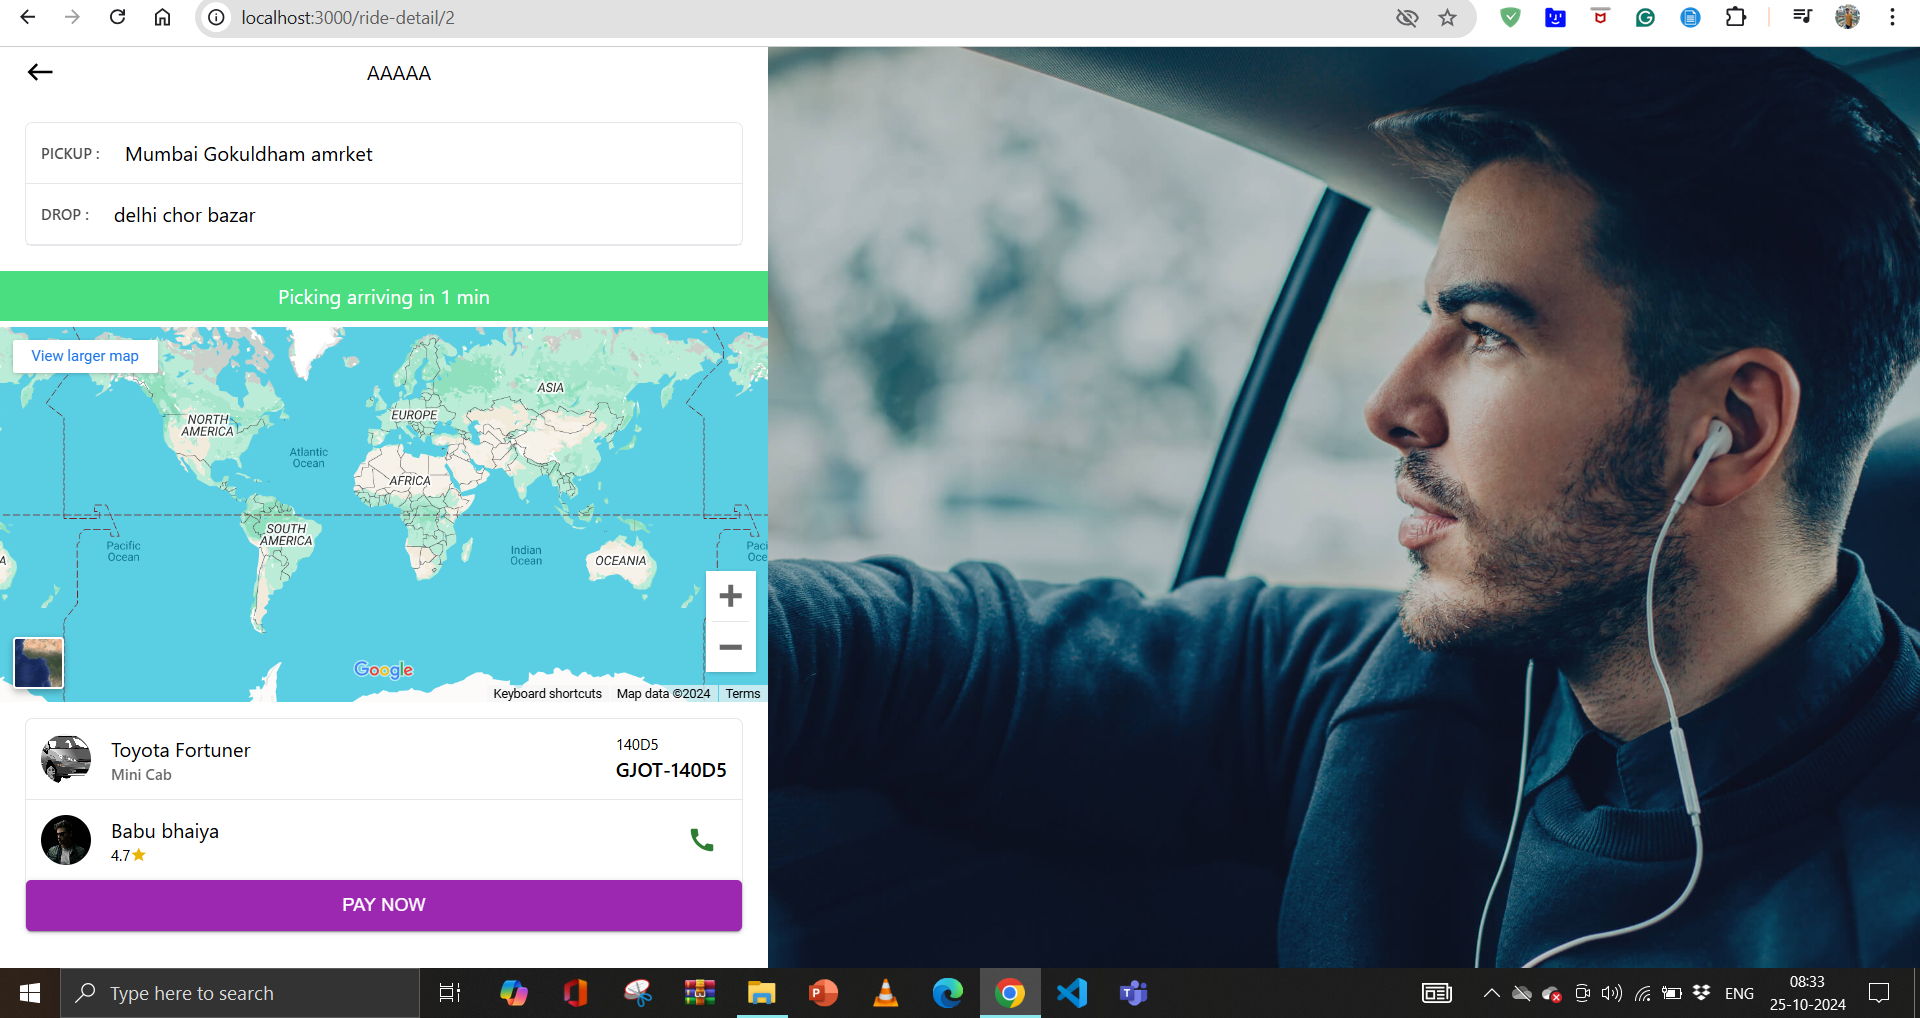 localhost:3000/ride-detail/2
AAAAA
PICKUP : Mumbai Gokuldham amrket
DROP : delhi chor bazar
Picking arriving in 1 min
View larger map
ASIA
NORTH
AMERICA
EUROPE
Atlantic
Ocean
AFRICA
SOUTH
AMERICA
Pacific
Ocean
Indian
Ocean
OCEANIA
Paci
Oce
A
Google
Keyboard shortcuts Map data ©2024 Terms
Toyota Fortuner
Mini Cab
140D5
GJOT-140D5
Babu bhaiya
4.7
PAY NOW
Type here to search
ENG
08:33
25-10-2024